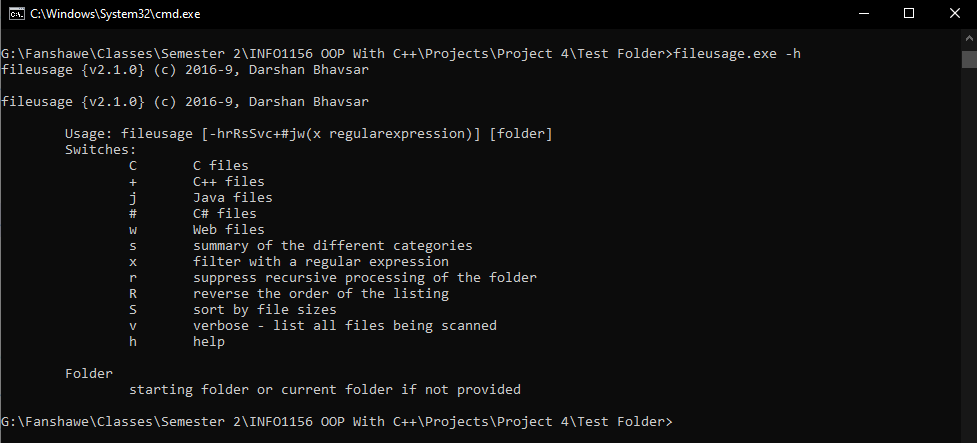 C:\Windows\System32\cmd.exe
G:\Fanshawe\Classes\Semester 2\INFO1156 OOP With C++\Projects\Project 4\Test Folder>fileusage.exe -h
fileusage {v2.1.0} (c) 2016-9, Darshan Bhavsar
fileusage {v2.1.0} (c) 2016-9, Darshan Bhavsar
Usage: fileusage [-hrRsSvc+#jw(x regularexpression)] [folder]
Switches:
C C files
+ C++ files
j Java files
# C# files
w Web files
s summary of the different categories
x filter with a regular expression
r suppress recursive processing of the folder
R reverse the order of the listing
S sort by file sizes
v verbose - list all files being scanned
h help
Folder
starting folder or current folder if not provided
G:\Fanshawe\Classes\Semester 2\INFO1156 OOP With C++\Projects\Project 4\Test Folder>